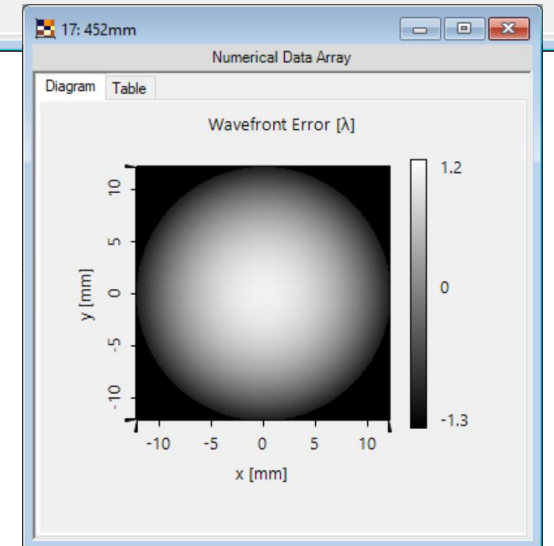 17: 452mm
Numerical Data Array
Diagram Table
Wavefront Error [λ]
10
5
0
-5
-10
y [mm]
-10 -5 0 5 10
x [mm]
1.2
0
-1.3